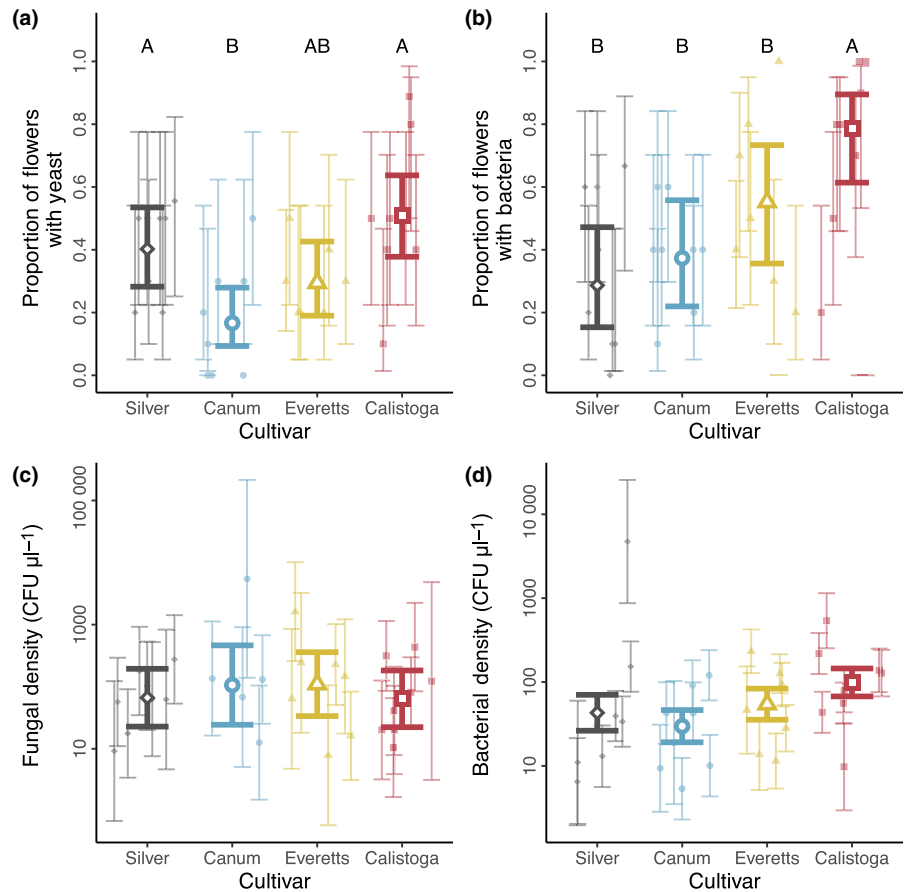 (a)
A B AB A
Proportion of flowers
with yeast
1.0
0.8
0.6
0.4
0.2
0.0
Silver Canum Everetts Calistoga
Cultivar
(b)
B B B A
Proportion of flowers
with bacteria
1.0
0.8
0.6
0.4
0.2
0.0
Silver Canum Everetts Calistoga
Cultivar
(c)
Fungal density (CFU µl−1)
100 000
1000
10
Silver Canum Everetts Calistoga
Cultivar
(d)
Bacterial density (CFU µl−1)
10 000
1000
100
10
Silver Canum Everetts Calistoga
Cultivar